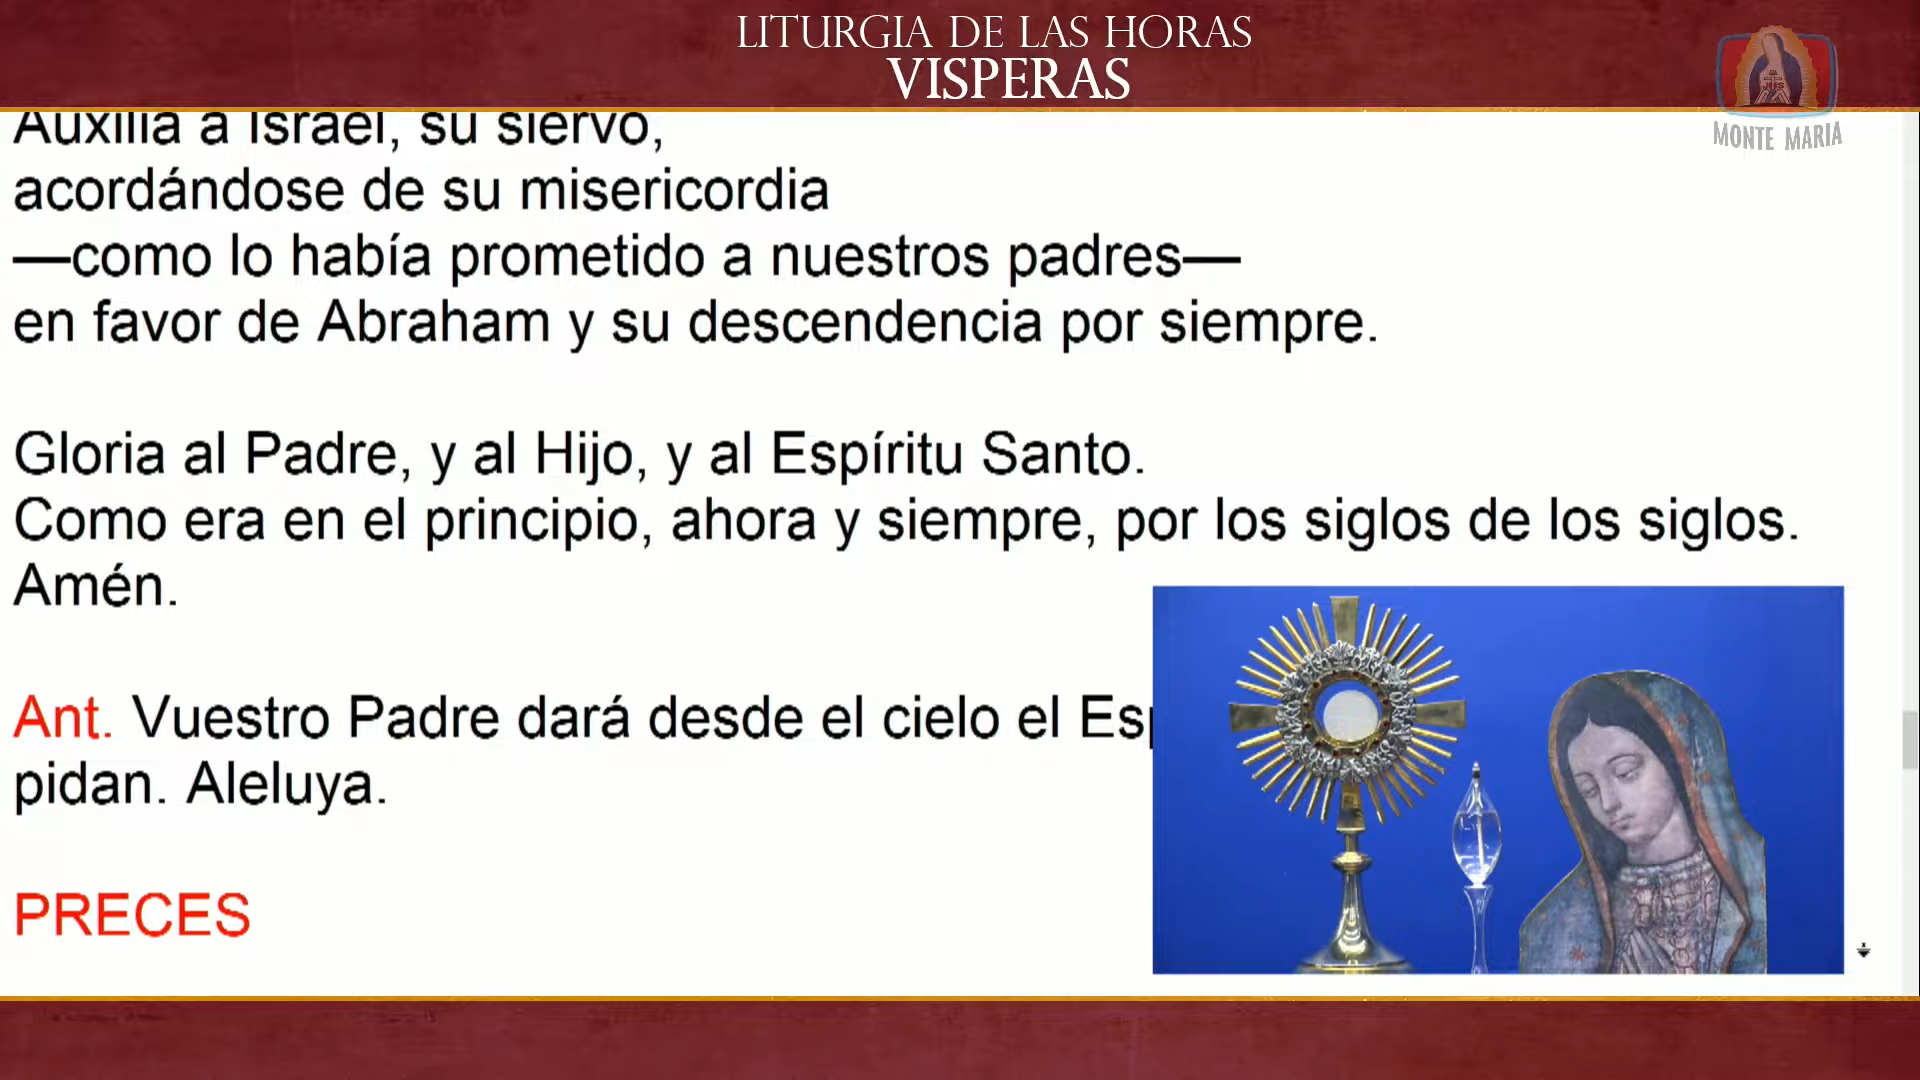 LITURGIA DE LAS HORAS
VISPERAS
MONTE MARIA
Auxilia a Israel, su siervo,
acordándose de su misericordia
—como lo había prometido a nuestros padres—
en favor de Abraham y su descendencia por siempre.
Gloria al Padre, y al Hijo, y al Espíritu Santo.
Como era en el principio, ahora y siempre, por los siglos de los siglos.
Amén.
Ant. Vuestro Padre dará desde el cielo el
pidan. Aleluya.
PRECES